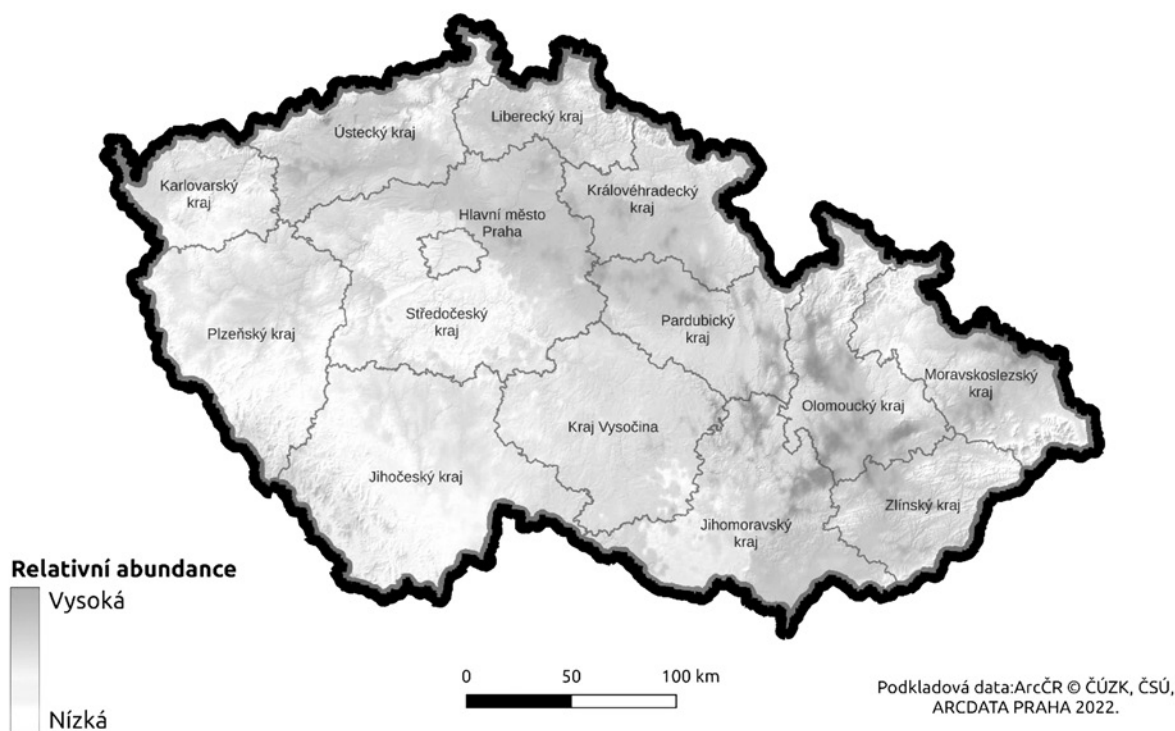 Liberecký kraj
Ústecký kraj
Karlovarský
kraj
Královéhradecký
kraj
Hlavní město
Praha
Středočeský
kraj
Pardubický
kraj
Plzeňský kraj
Moravskoslezský
kraj
Olomoucký kraj
Kraj Vysočina
Jihočeský kraj
Zlínský kraj
Jihomoravský
kraj
Relativní abundance
Vysoká
Nízká
0 50 100 km
Podkladová data:ArcČR © ČÚZK, ČSÚ,
ARCDATA PRAHA 2022.